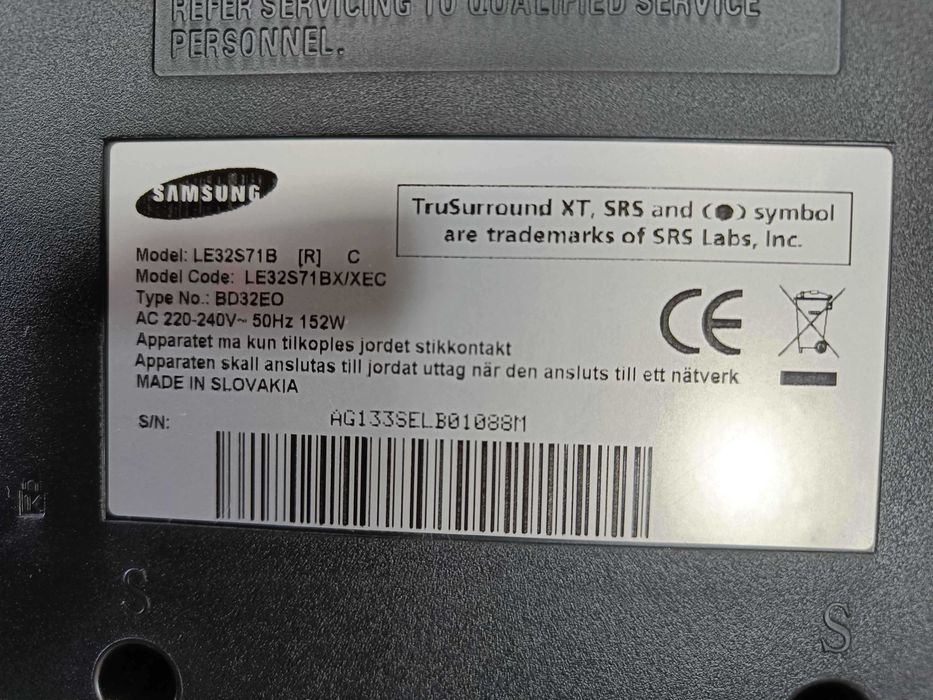 REFER SERVICING TO QUALIFIED SERVICE
PERSONNEL.
SAMSUNG
TruSurround XT, SRS and (●) symbol
are trademarks of SRS Labs, Inc.
Model: LE32S71B [R] C
Model Code: LE32S71BX/XEC
Type No.: BD32EO
AC 220-240V~ 50Hz 152W
Apparatet ma kun tilkoples jordet stikkontakt
Apparaten skall anslutas till jordat uttag när den ansluts till ett nätverk
MADE IN SLOVAKIA
S/N: AG133SELB01088M
CE
K
S
S